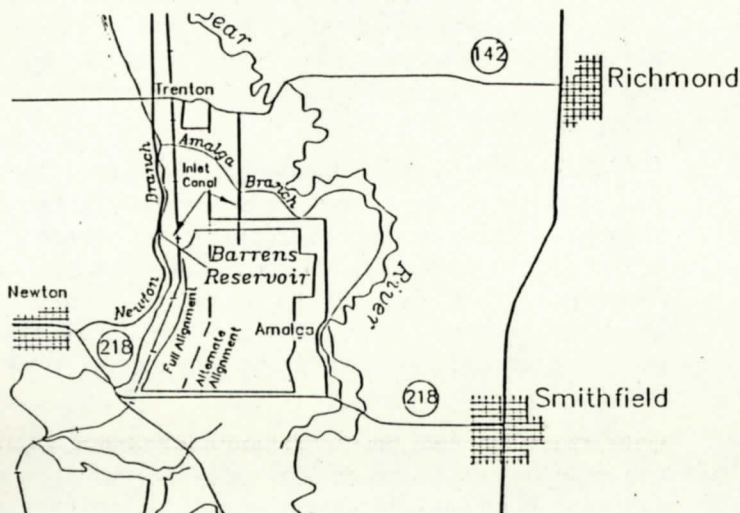 Bear
142
Richmond
Trenton
Amalga
Branch
Inlet
Canal
Branch
Barrens
Reservoir
River
Newton
Newton
218
Full Alignment
Alternate
Alignment
Amalga
218
Smithfield